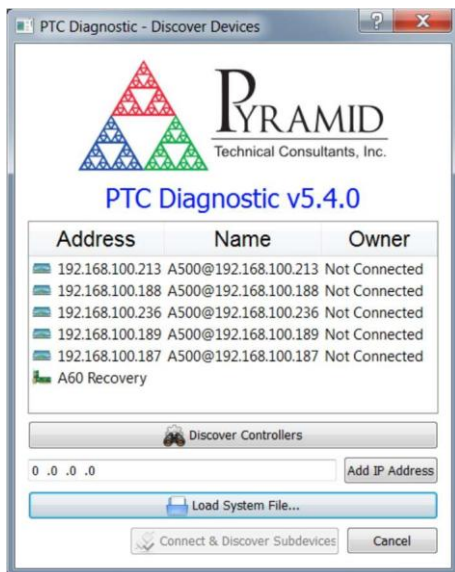 PTC Diagnostic - Discover Devices
PYRAMID
Technical Consultants, Inc.
PTC Diagnostic v5.4.0
Address Name Owner
192.168.100.213 A500@192.168.100.213 Not Connected
192.168.100.188 A500@192.168.100.188 Not Connected
192.168.100.236 A500@192.168.100.236 Not Connected
192.168.100.189 A500@192.168.100.189 Not Connected
192.168.100.187 A500@192.168.100.187 Not Connected
A60 Recovery
Discover Controllers
0 .0 .0 .0 Add IP Address
Load System File...
Connect & Discover Subdevices Cancel